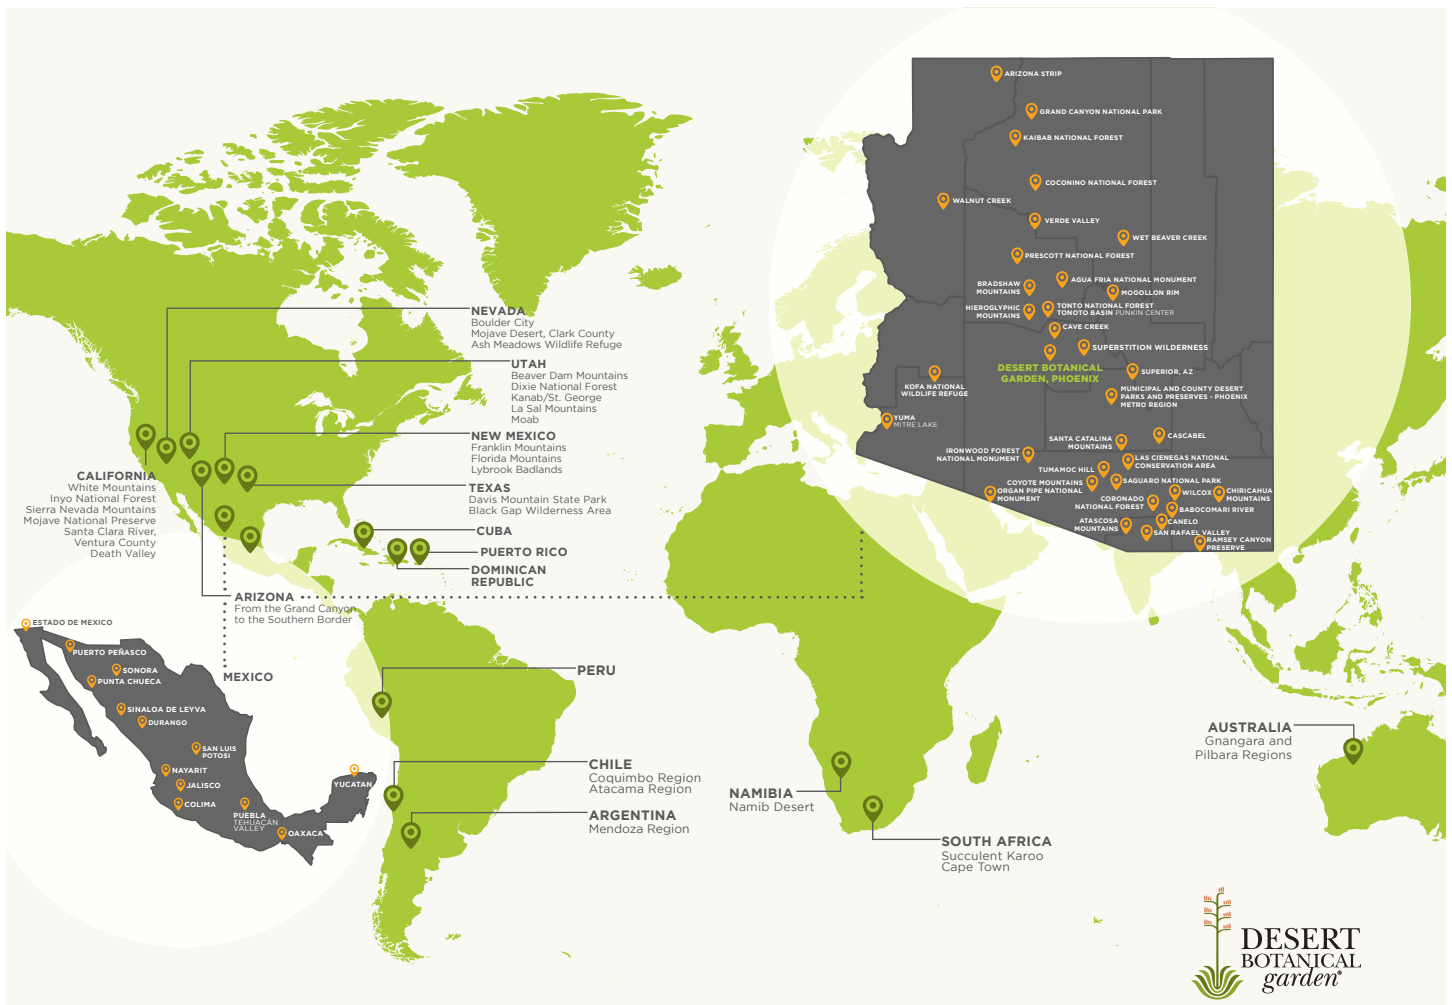 ARIZONA STRIP
GRAND CANYON NATIONAL PARK
KAIBAB NATIONAL FOREST
COCONINO NATIONAL FOREST
WALNUT CREEK
VERDE VALLEY
WET BEAVER CREEK
PRESCOTT NATIONAL FOREST
AGUA FRIA NATIONAL MONUMENT
BRADSHAW
MOUNTAINS
MOGOLLON RIM
HIEROGLYPHIC
MOUNTAINS
TONTO NATIONAL FOREST
TONOTO BASIN PUNKIN CENTER
CAVE CREEK
SUPERSTITION WILDERNESS
DESERT BOTANICAL
GARDEN, PHOENIX
SUPERIOR, AZ
KOFA NATIONAL
WILDLIFE REFUGE
MUNICIPAL AND COUNTY DESERT
PARKS AND PRESERVES - PHOENIX
METRO REGION
YUMA
MITRE LAKE
SANTA CATALINA
MOUNTAINS
CASCABEL
IRONWOOD FOREST
NATIONAL MONUMENT
LAS CIENEGAS NATIONAL
CONSERVATION AREA
TUMAMOC HILL
COYOTE MOUNTAINS
SAGUARO NATIONAL PARK
ORGAN PIPE NATIONAL
MONUMENT
WILCOX
CHIRICAHUA
MOUNTAINS
CORONADO
NATIONAL FOREST
BABOCOMARI RIVER
ATASCOSA
MOUNTAINS
CANELO
SAN RAFAEL VALLEY
RAMSEY CANYON
PRESERVE
NEVADA
Boulder City
Mojave Desert, Clark County
Ash Meadows Wildlife Refuge
UTAH
Beaver Dam Mountains
Dixie National Forest
Kanab/St. George
La Sal Mountains
Moab
NEW MEXICO
Franklin Mountains
Florida Mountains
Lybrook Badlands
CALIFORNIA
White Mountains
Inyo National Forest
Sierra Nevada Mountains
Mojave National Preserve
Santa Clara River,
Ventura County
Death Valley
TEXAS
Davis Mountain State Park
Black Gap Wilderness Area
CUBA
PUERTO RICO
DOMINICAN
REPUBLIC
ARIZONA
From the Grand Canyon
to the Southern Border
MEXICO
ESTADO DE MEXICO
PUERTO PEÑASCO
SONORA
PUNTA CHUECA
SINALOA DE LEYVA
DURANGO
SAN LUIS
POTOSI
NAYARIT
JALISCO
COLIMA
YUCATAN
PUEBLA
TEHUACÁN
VALLEY
OAXACA
PERU
CHILE
Coquimbo Region
Atacama Region
ARGENTINA
Mendoza Region
NAMIBIA
Namib Desert
SOUTH AFRICA
Succulent Karoo
Cape Town
AUSTRALIA
Gnangara and
Pilbara Regions
DESERT
BOTANICAL
garden®